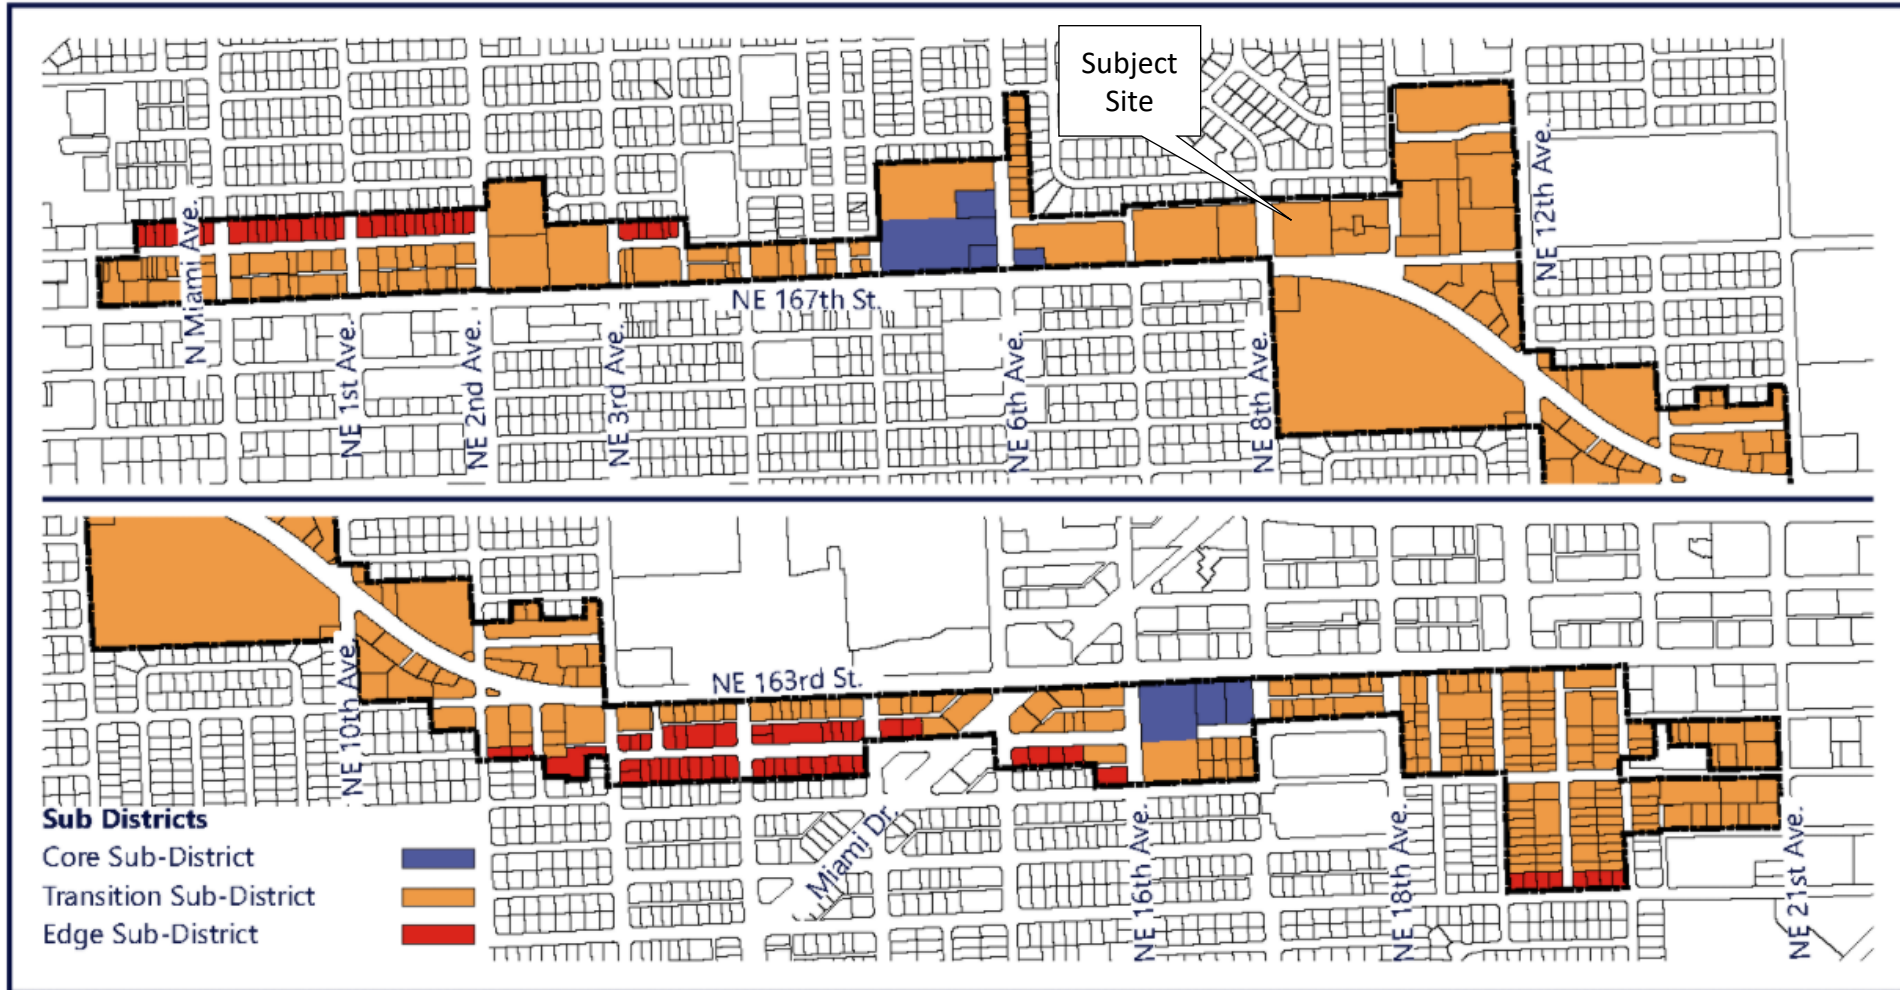 Subject
Site
N Miami Ave.
NE 1st Ave.
NE 2nd Ave.
NE 3rd Ave.
NE 167th St.
NE 6th Ave.
NE 8th Ave.
NE 12th Ave.
NE 10th Ave.
NE 163rd St.
Miami Dr.
NE 16th Ave.
NE 18th Ave.
NE 21st Ave.
Sub Districts
Core Sub-District
Transition Sub-District
Edge Sub-District